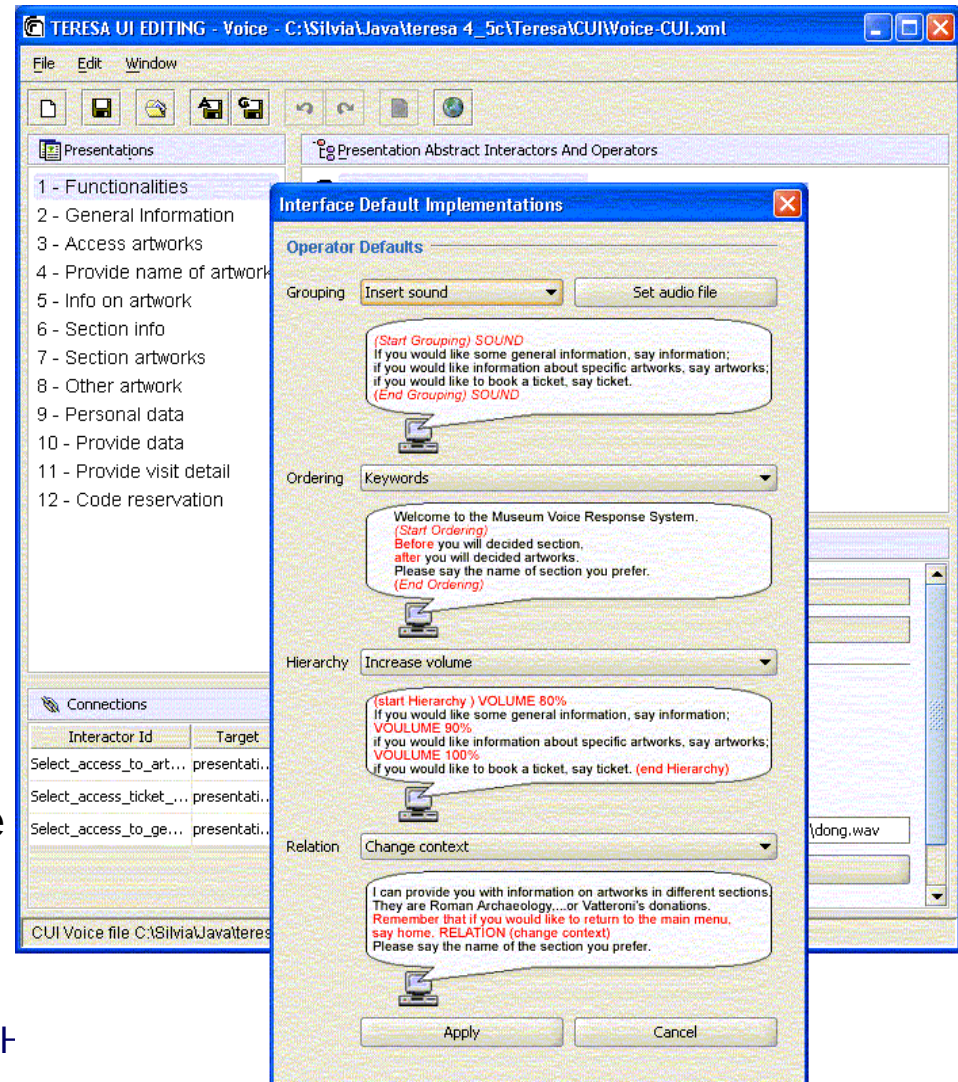 TERESA UI EDITING - Voice - C:\Silvia\Java\teresa 4_5c\Teresa\CUI\Voice-CUI.xml
File Edit Window
Presentations
Presentation Abstract Interactors And Operators
1 - Functionalities
2 - General Information
3 - Access artworks
4 - Provide name of artwork
5 - Info on artwork
6 - Section info
7 - Section artworks
8 - Other artwork
9 - Personal data
10 - Provide data
11 - Provide visit detail
12 - Code reservation
Connections
Interactor Id Target
Select_access_to_art... presentati..
Select_access_ticket_... presentati..
Select_access_to_ge... presentati..
CUI Voice file C:\Silvia\Java\teres
Interface Default Implementations
Operator Defaults
Grouping Insert sound Set audio file
(Start Grouping) SOUND
If you would like some general information, say information;
if you would like information about specific artworks, say artworks;
if you would like to book a ticket, say ticket.
(End Grouping) SOUND
Ordering Keywords
Welcome to the Museum Voice Response System.
(Start Ordering)
Before you will decided section,
after you will decided artworks.
Please say the name of section you prefer.
(End Ordering)
Hierarchy Increase volume
(start Hierarchy ) VOLUME 80%
If you would like some general information, say information;
VOULUME 90%
if you would like information about specific artworks, say artworks;
VOULUME 100%
if you would like to book a ticket, say ticket. (end Hierarchy)
Relation Change context
I can provide you with information on artworks in different sections.
They are Roman Archaeology,...or Vatteroni's donations.
Remember that if you would like to return to the main menu,
say home. RELATION (change context)
Please say the name of the section you prefer.
Apply Cancel
\dong.wav
e